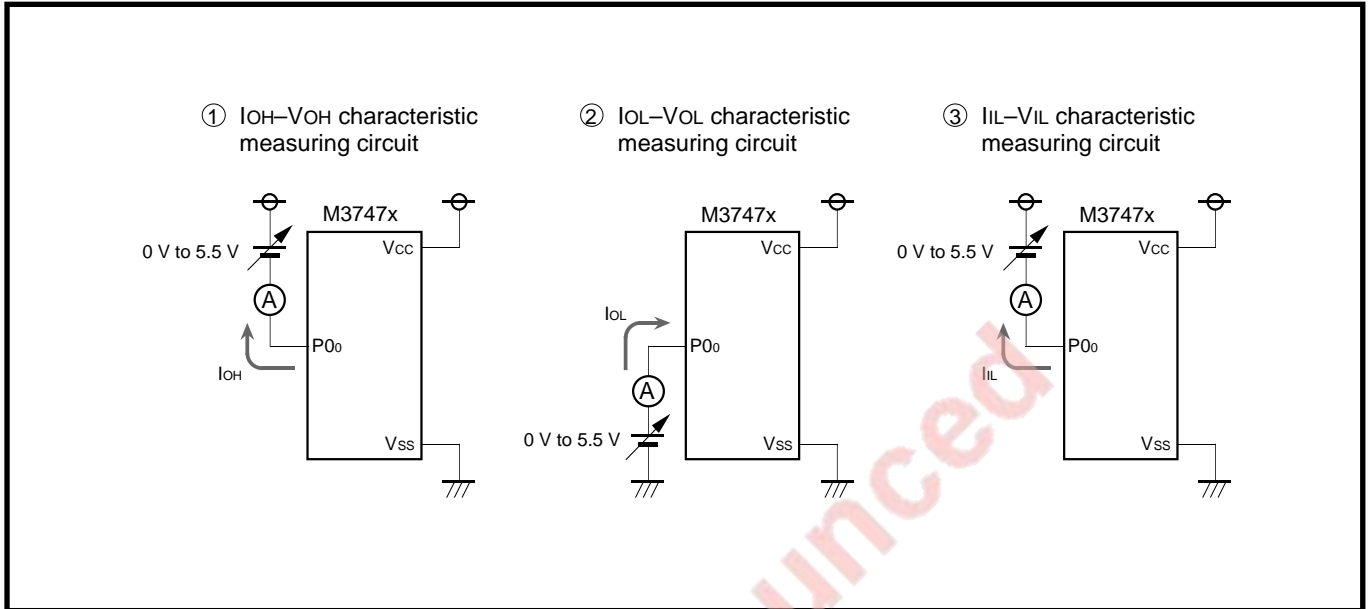 ① IOH–VOH characteristic
measuring circuit
M3747x
VCC
0 V to 5.5 V
A
P00
IOH
VSS
② IOL–VOL characteristic
measuring circuit
M3747x
VCC
IOL
P00
A
0 V to 5.5 V
VSS
③ IIL–VIL characteristic
measuring circuit
M3747x
VCC
0 V to 5.5 V
A
P00
IIL
VSS
unced